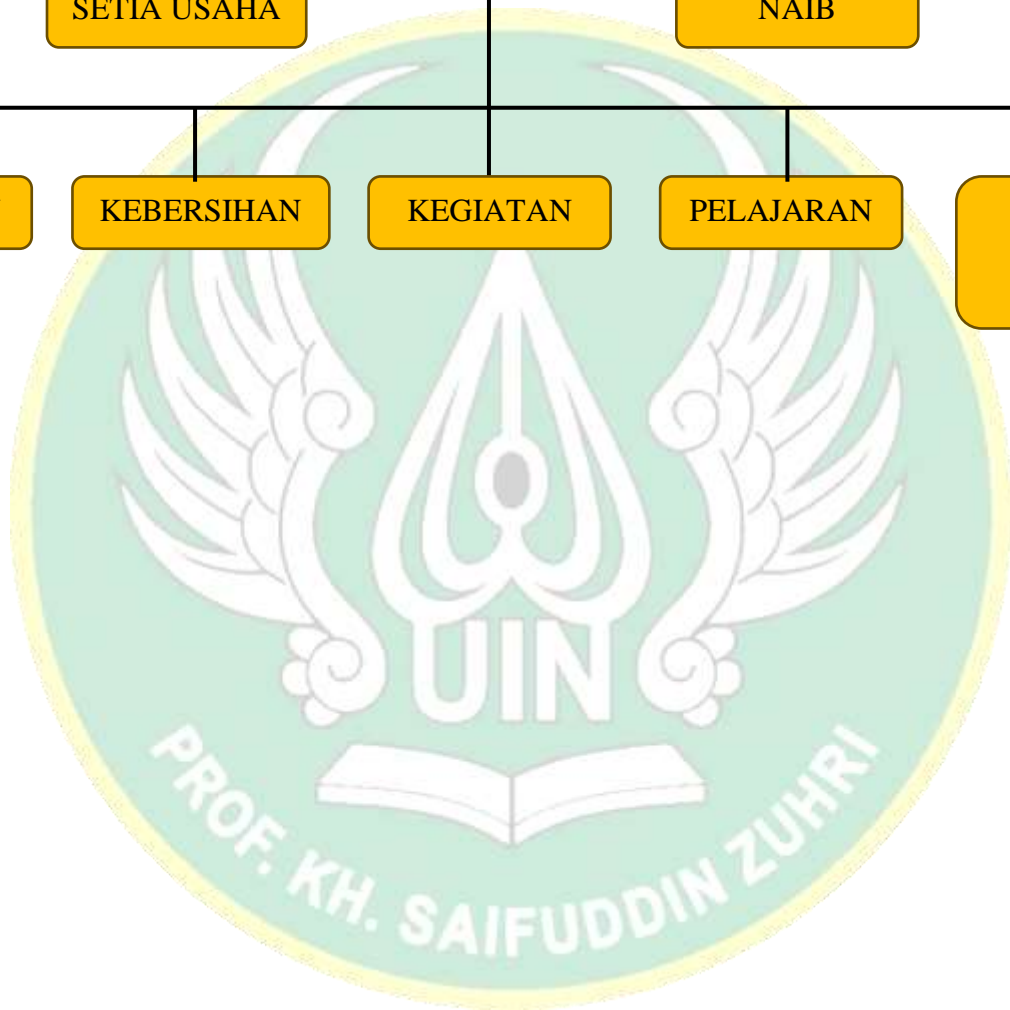 SETIA USAHA
NAIB
KEBERSIHAN
KEGIATAN
PELAJARAN
UIN
PROF. KH. SAIFUDDIN ZUHRI